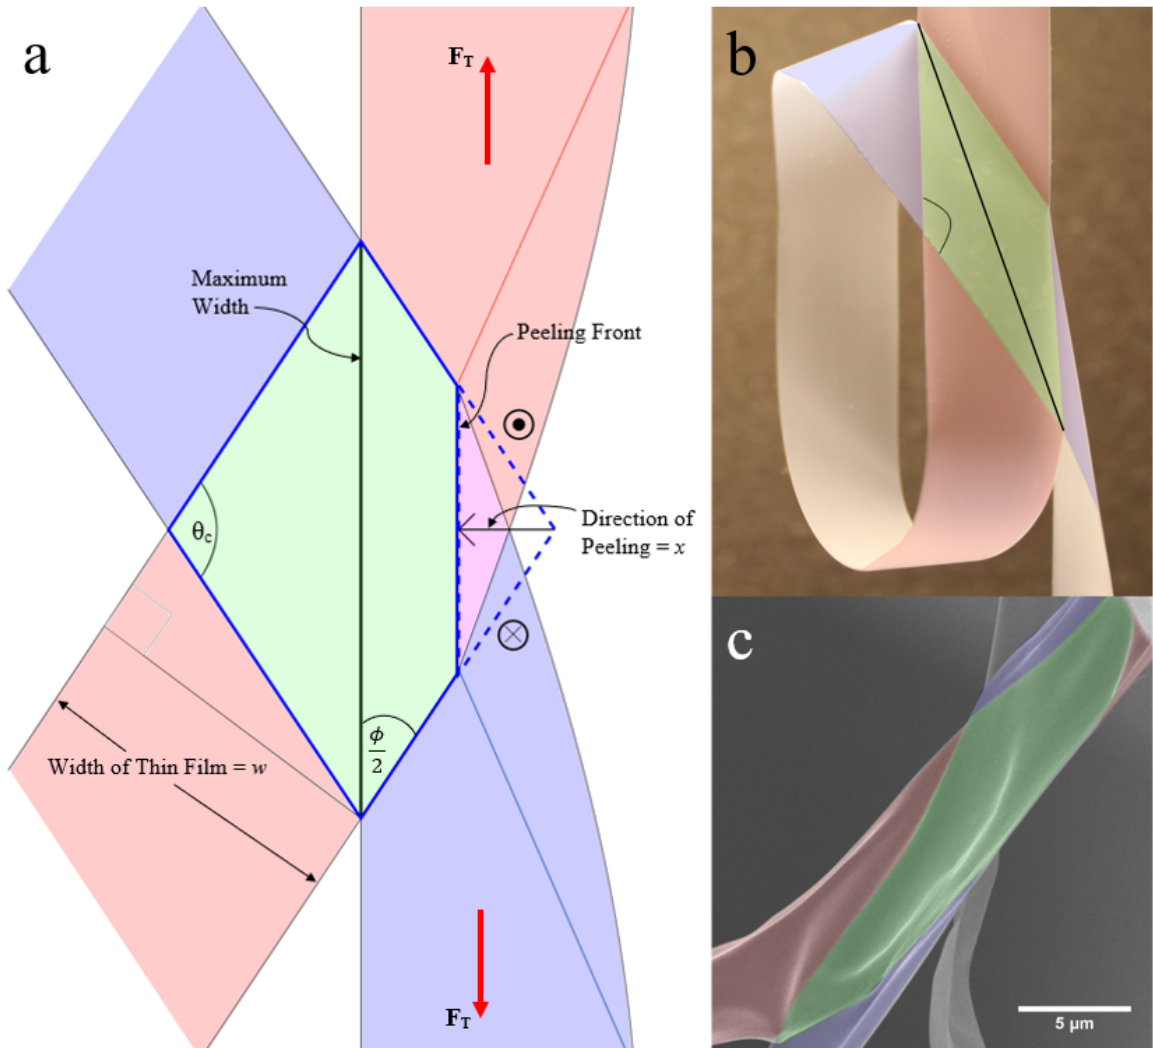 a
F_T
Maximum
Width
Peeling Front
θc
Direction of
Peeling = x
ϕ
2
Width of Thin Film = w
F_T
b
c
5 μm